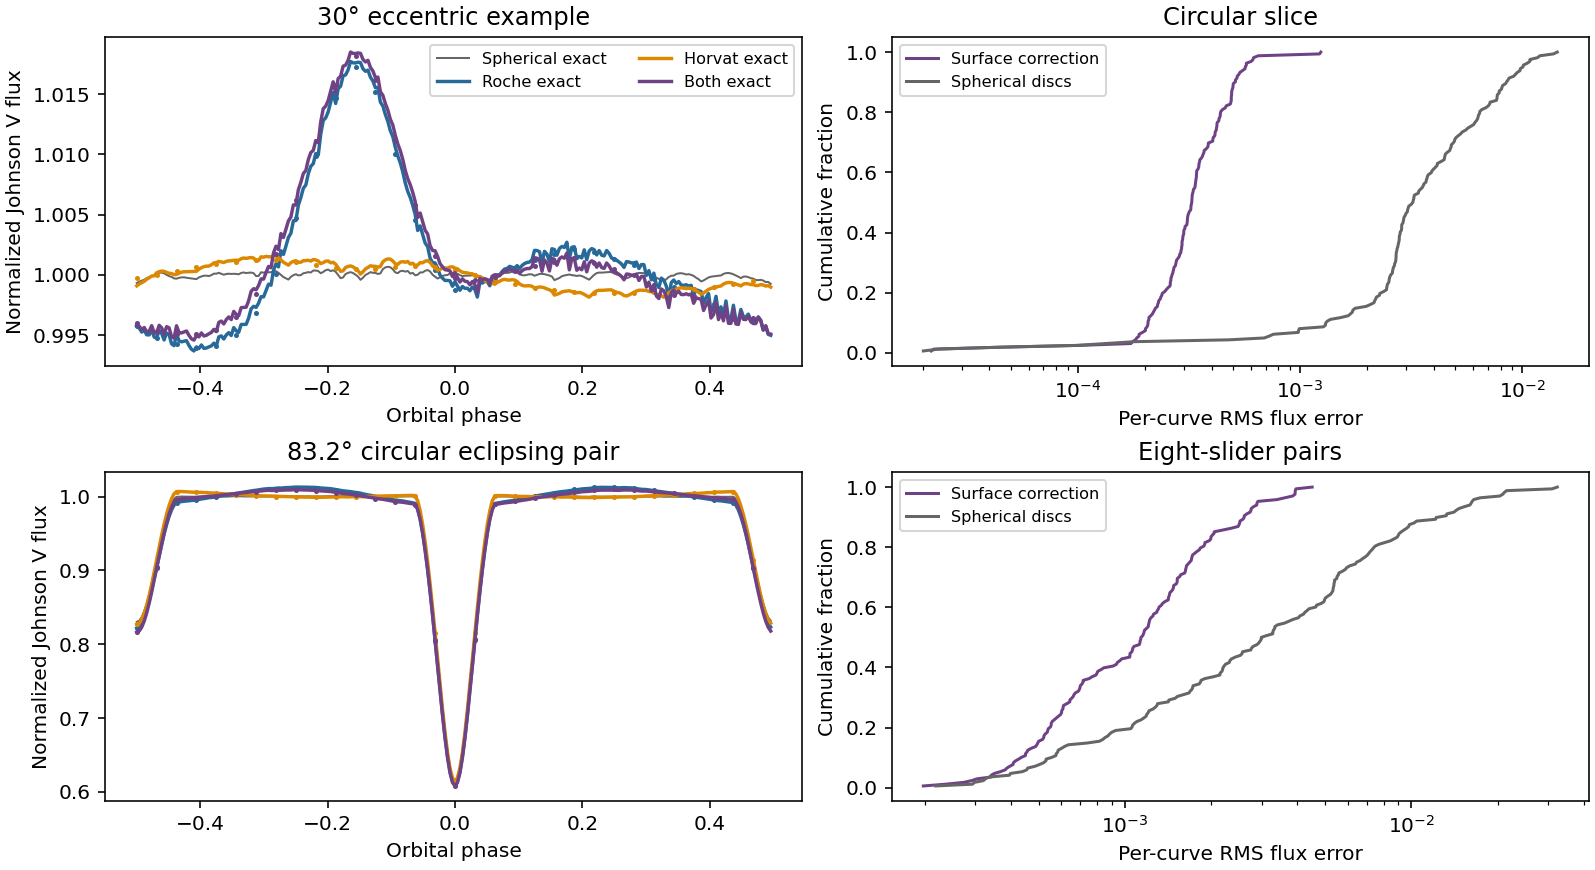 30° eccentric example
Normalized Johnson V flux
1.015
1.010
1.005
1.000
0.995
Spherical exact
Roche exact
Horvat exact
Both exact
−0.4
−0.2
0.0
0.2
0.4
Orbital phase
Circular slice
Cumulative fraction
1.0
0.8
0.6
0.4
0.2
0.0
Surface correction
Spherical discs
10⁻⁴
10⁻³
10⁻²
Per-curve RMS flux error
83.2° circular eclipsing pair
Normalized Johnson V flux
1.0
0.9
0.8
0.7
0.6
−0.4
−0.2
0.0
0.2
0.4
Orbital phase
Eight-slider pairs
Cumulative fraction
1.0
0.8
0.6
0.4
0.2
0.0
Surface correction
Spherical discs
10⁻³
10⁻²
Per-curve RMS flux error